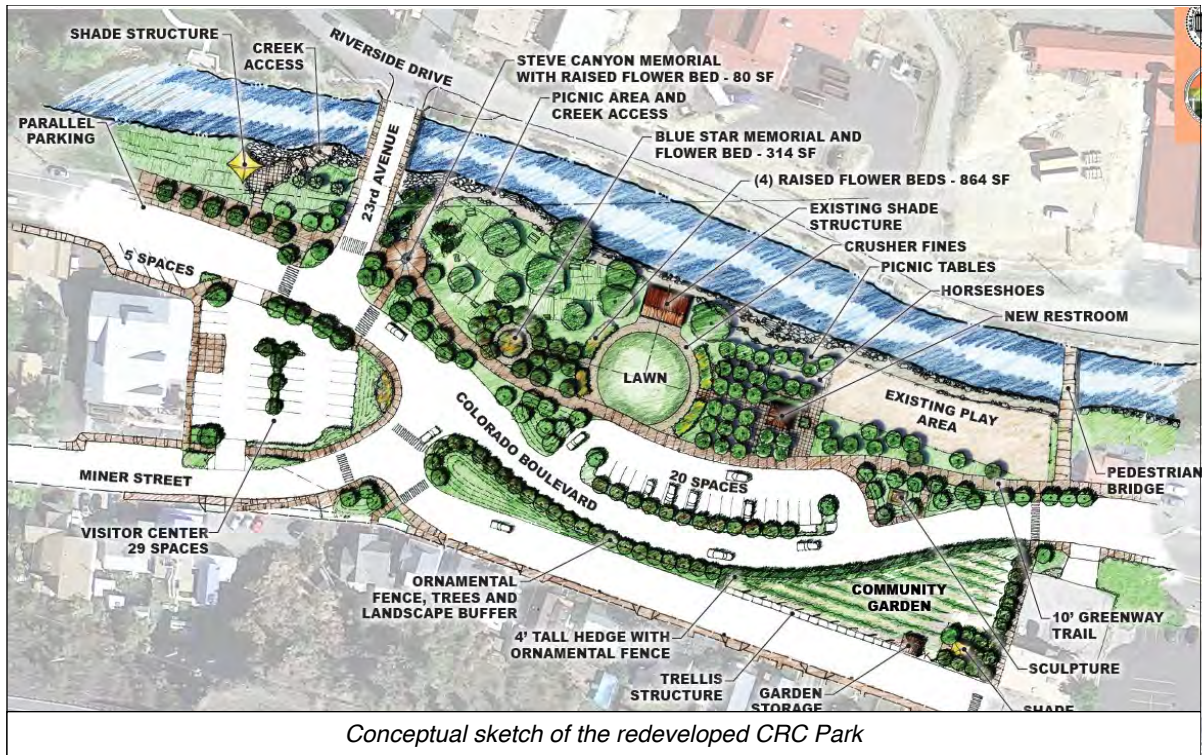 SHADE STRUCTURE
CREEK
ACCESS
RIVERSIDE DRIVE
STEVE CANYON MEMORIAL
WITH RAISED FLOWER BED - 80 SF
PICNIC AREA AND
CREEK ACCESS
PARALLEL
PARKING
BLUE STAR MEMORIAL AND
FLOWER BED - 314 SF
23rd AVENUE
(4) RAISED FLOWER BEDS - 864 SF
EXISTING SHADE
STRUCTURE
CRUSHER FINES
PICNIC TABLES
HORSESHOES
NEW RESTROOM
5 SPACES
LAWN
EXISTING PLAY
AREA
COLORADO BOULEVARD
20 SPACES
MINER STREET
PEDESTRIAN
BRIDGE
VISITOR CENTER
29 SPACES
ORNAMENTAL
FENCE, TREES AND
LANDSCAPE BUFFER
COMMUNITY
GARDEN
10' GREENWAY
TRAIL
4' TALL HEDGE WITH
ORNAMENTAL FENCE
SCULPTURE
TRELLIS
STRUCTURE
GARDEN
STORAGE
SHADE
Conceptual sketch of the redeveloped CRC Park